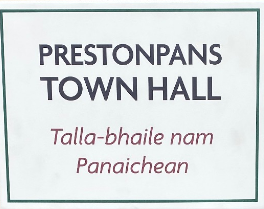 PRESTONPANS
TOWN HALL
Talla-bhaile nam
Panaichean